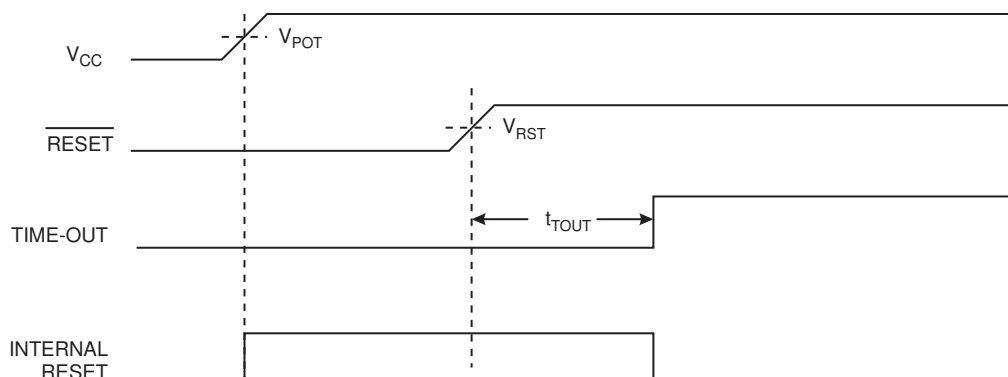 V_POT
V_CC
RESET
V_RST
t_TOUT
TIME-OUT
INTERNAL
RESET